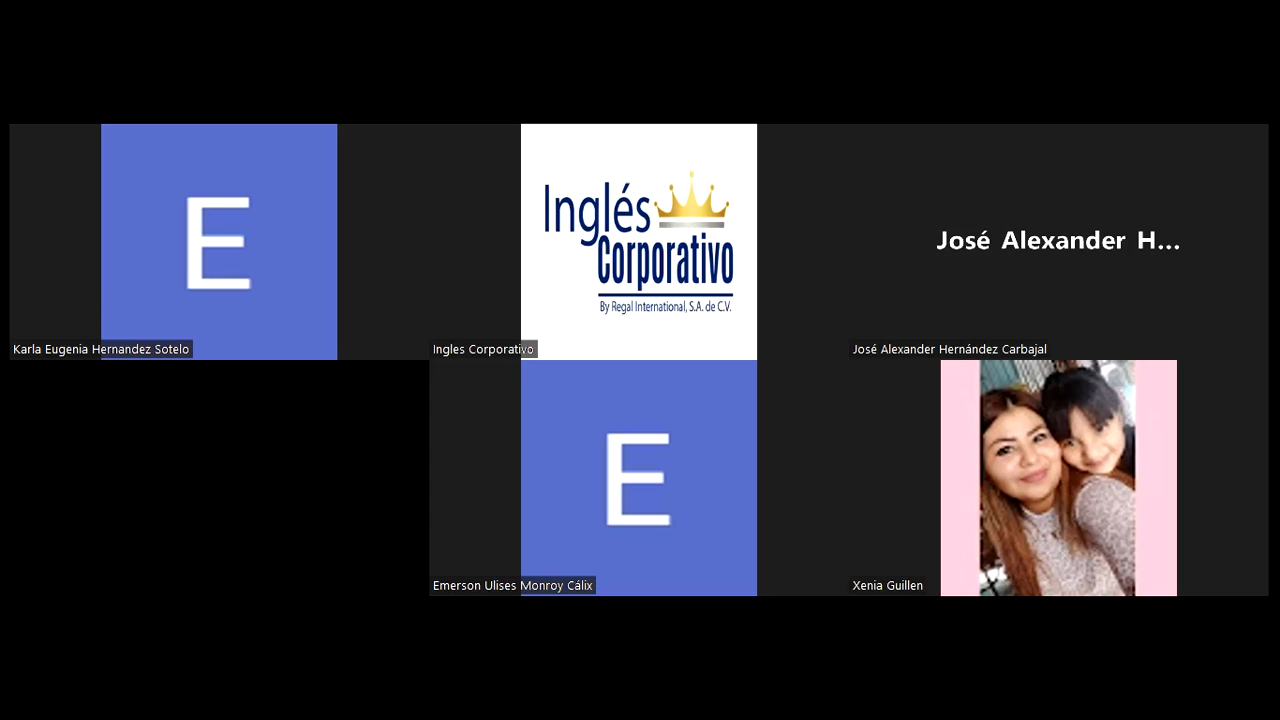 E
Karla Eugenia Hernandez Sotelo
Inglés
Corporativo
By Regal International, S.A. de C.V.
Ingles Corporativo
José Alexander H...
José Alexander Hernández Carbajal
E
Emerson Ulises Monroy Cálix
Xenia Guillen